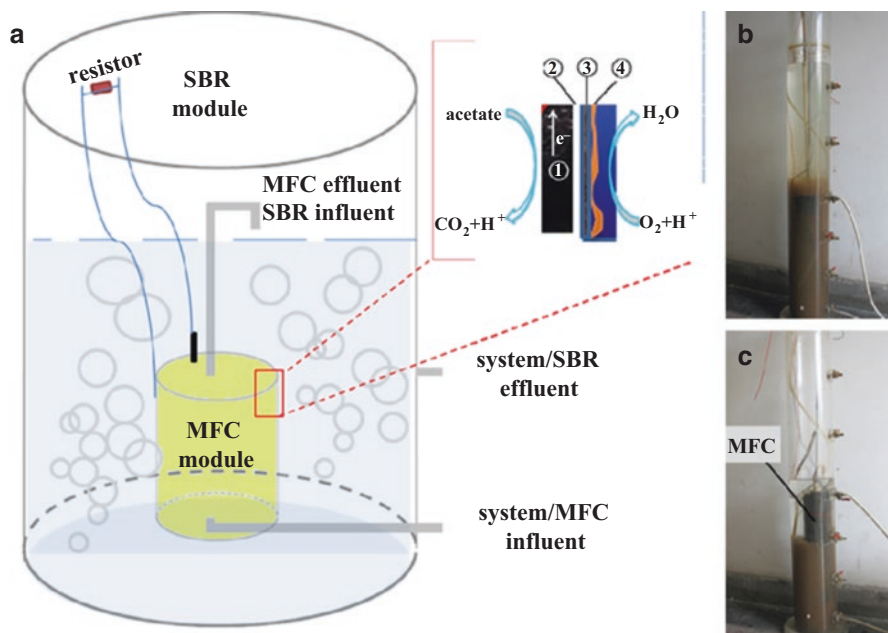 a
resistor
SBR
module
MFC effluent
SBR influent
MFC
module
system/SBR
effluent
system/MFC
influent
② ③ ④
acetate
e⁻
①
H₂O
CO₂+H⁺
O₂+H⁺
b
c
MFC